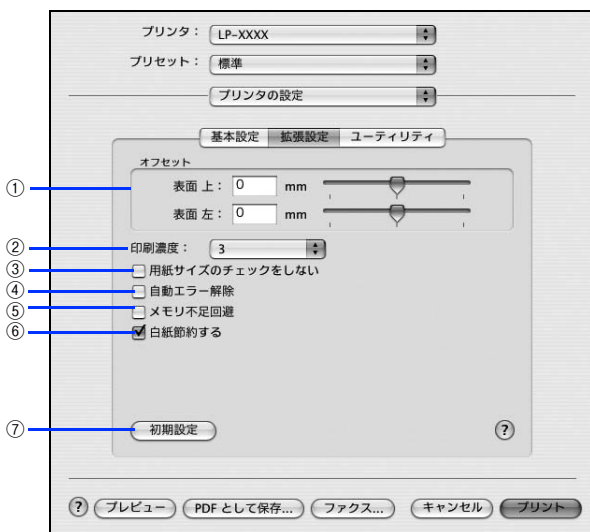 プリンタ： LP-XXXX
プリセット： 標準
プリンタの設定
基本設定 拡張設定 ユーティリティ
オフセット
① 表面 上： 0 mm
表面 左： 0 mm
② 印刷濃度： 3
③ 用紙サイズのチェックをしない
④ 自動エラー解除
⑤ メモリ不足回避
⑥ 白紙節約する
⑦ 初期設定 ?
? プレビュー PDF として保存... ファクス... キャンセル プリント